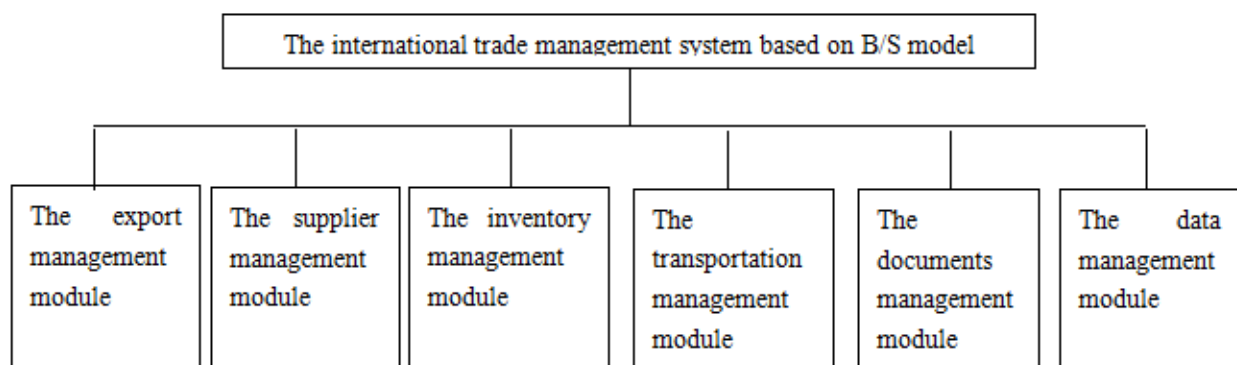 The international trade management system based on B/S model
The export
management
module
The supplier
management
module
The inventory
management
module
The
transportation
management
module
The
documents
management
module
The data
management
module